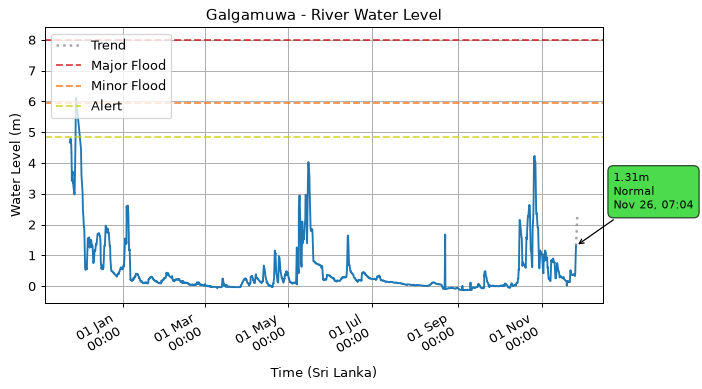 Galgamuwa - River Water Level
Trend
Major Flood
Minor Flood
Alert
8
7
6
5
4
3
2
1
0
Water Level (m)
1.31m
Normal
Nov 26, 07:04
01 Jan
00:00
01 Mar
00:00
01 May
00:00
01 Jul
00:00
01 Sep
00:00
01 Nov
00:00
Time (Sri Lanka)